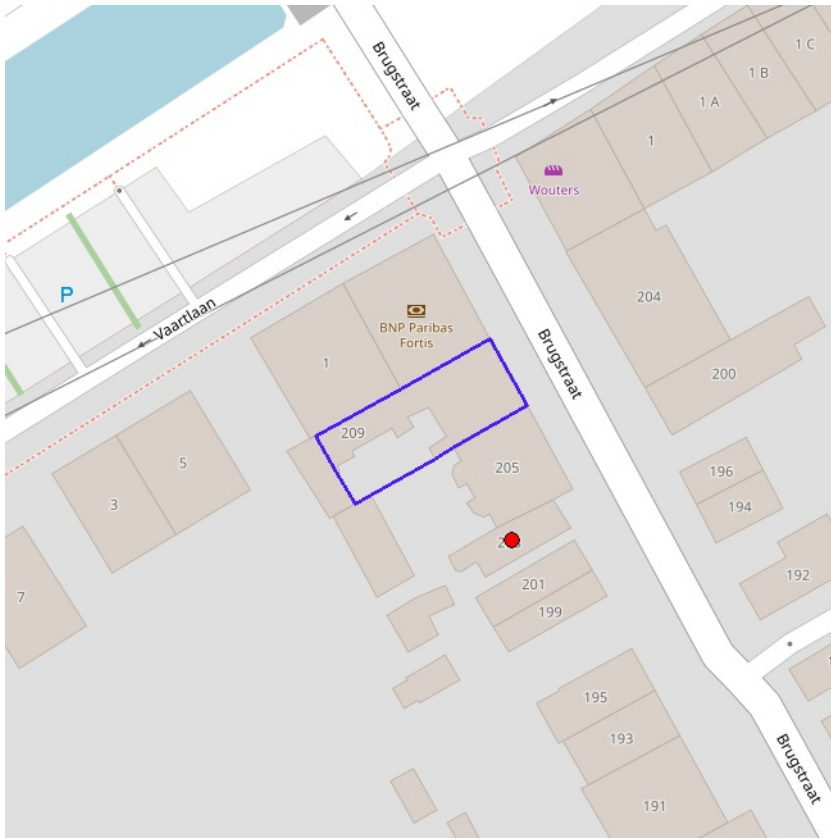 Brugstraat
1 C
1 B
1 A
1
Wouters
P
Vaartlaan
204
BNP Paribas
Fortis
Brugstraat
1
200
209
5
205
196
3
194
192
201
7
199
195
193
Brugstraat
191